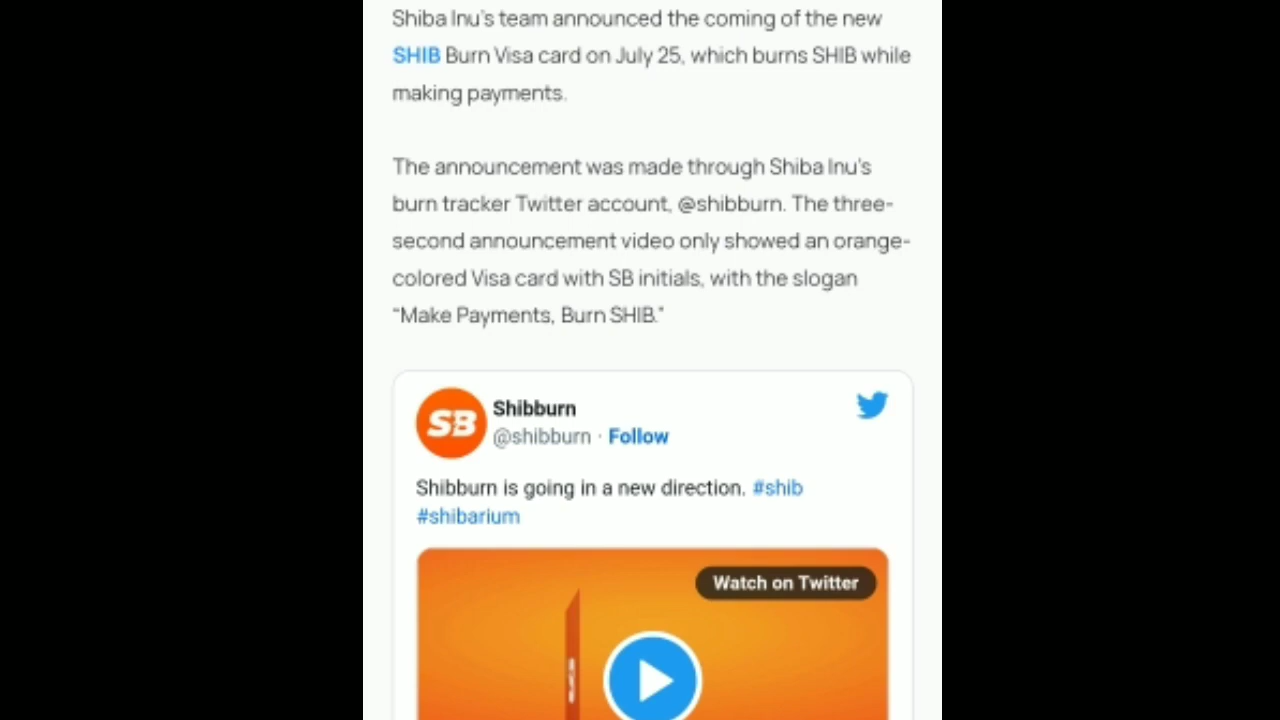 Shiba Inu's team announced the coming of the new
SHIB Burn Visa card on July 25, which burns SHIB while
making payments.
The announcement was made through Shiba Inu's
burn tracker Twitter account, @shibburn. The three-
second announcement video only showed an orange-
colored Visa card with SB initials, with the slogan
“Make Payments, Burn SHIB.”
SB
Shibburn
@shibburn · Follow
Shibburn is going in a new direction. #shib
#shibarium
Watch on Twitter